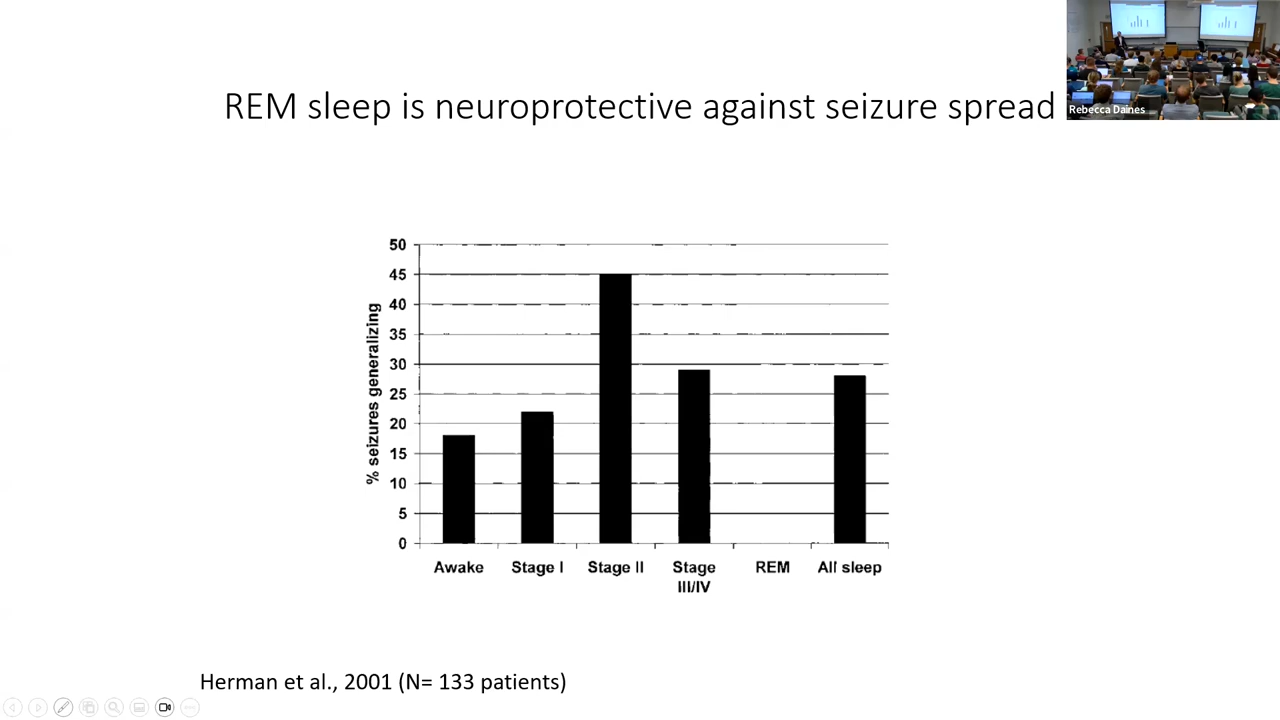 REM sleep is neuroprotective against seizure spread
Rebecca Daines
% seizures generalizing
50
45
40
35
30
25
20
15
10
5
0
Awake Stage I Stage II Stage III/IV REM All sleep
Herman et al., 2001 (N= 133 patients)